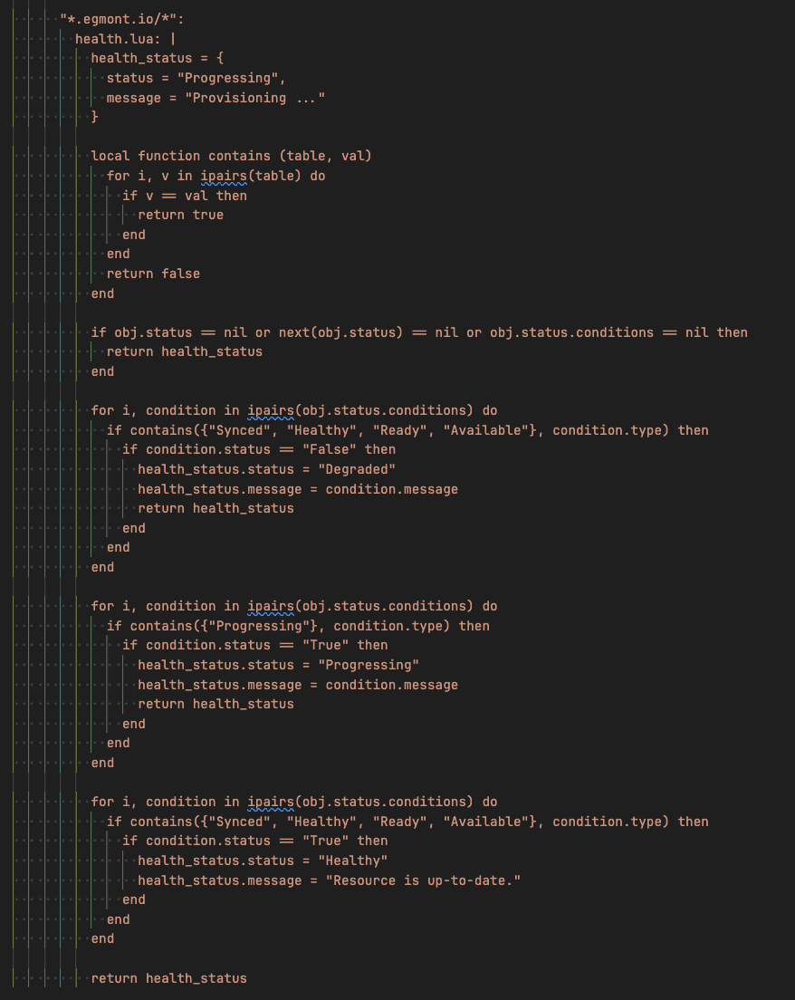 "*.egmont.io/*":
health.lua: |
health_status = {
status = "Progressing",
message = "Provisioning ..."
}
local function contains (table, val)
for i, v in ipairs(table) do
if v == val then
return true
end
end
return false
end
if obj.status == nil or next(obj.status) == nil or obj.status.conditions == nil then
return health_status
end
for i, condition in ipairs(obj.status.conditions) do
if contains({"Synced", "Healthy", "Ready", "Available"}, condition.type) then
if condition.status == "False" then
health_status.status = "Degraded"
health_status.message = condition.message
return health_status
end
end
end
for i, condition in ipairs(obj.status.conditions) do
if contains({"Progressing"}, condition.type) then
if condition.status == "True" then
health_status.status = "Progressing"
health_status.message = condition.message
return health_status
end
end
end
for i, condition in ipairs(obj.status.conditions) do
if contains({"Synced", "Healthy", "Ready", "Available"}, condition.type) then
if condition.status == "True" then
health_status.status = "Healthy"
health_status.message = "Resource is up-to-date."
end
end
end
return health_status